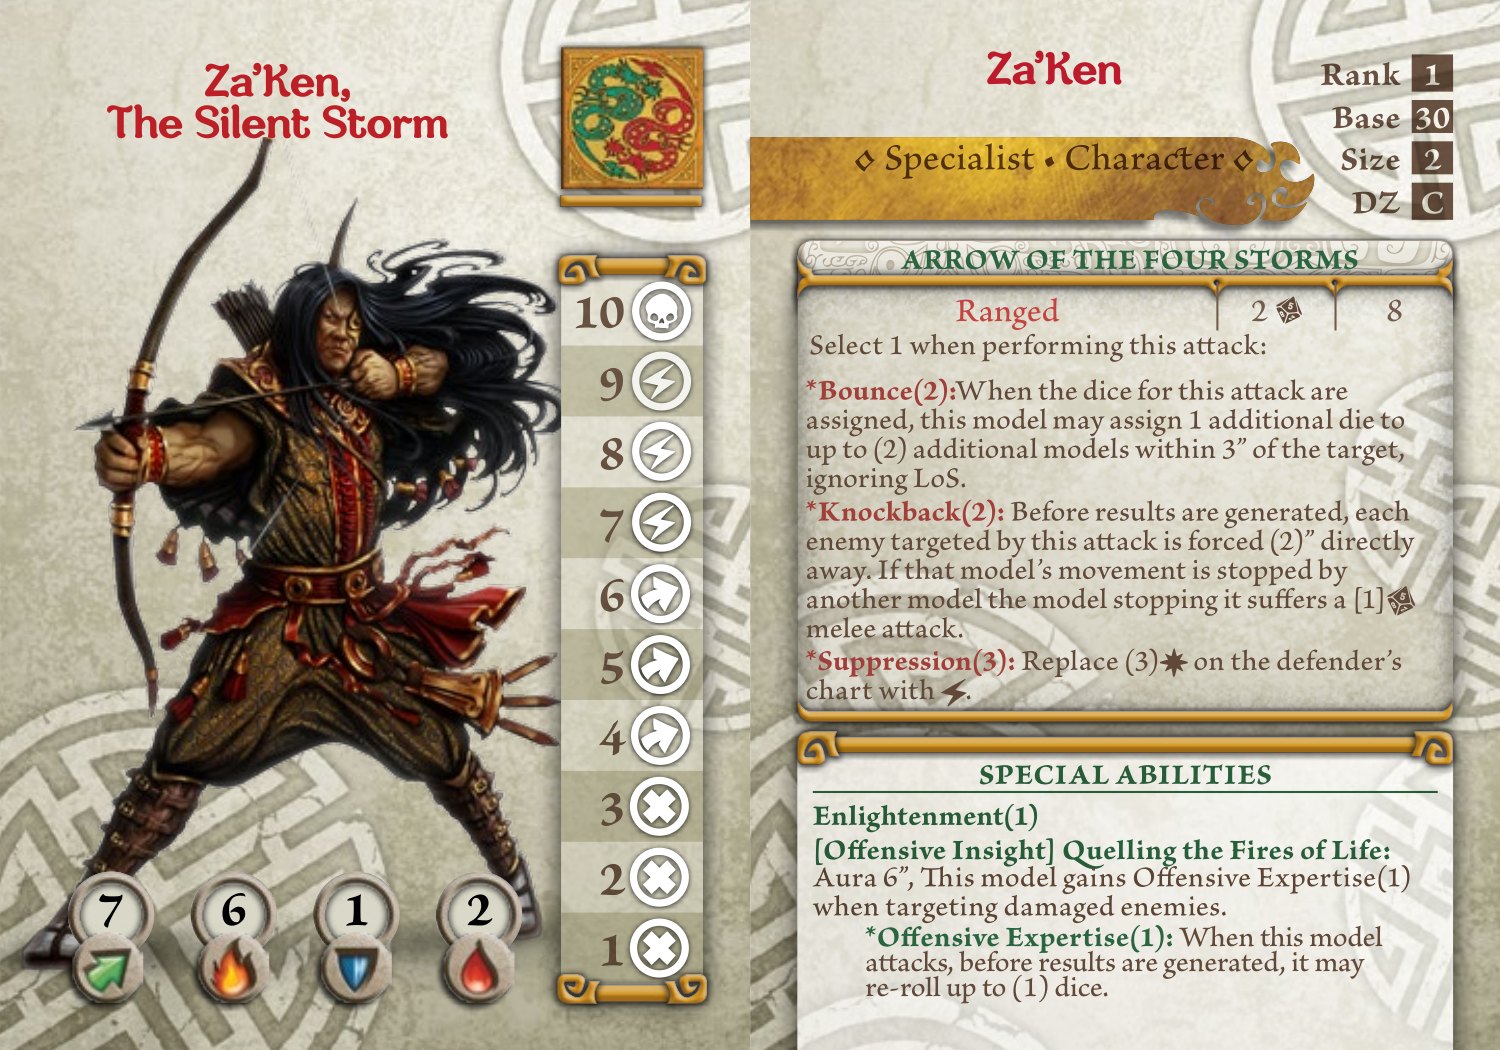 Za'Ken,
The Silent Storm
10
9
8
7
6
5
4
3
2
1
7
6
1
2
Za'Ken
Rank 1
Base 30
Size 2
DZ C
Specialist • Character
ARROW OF THE FOUR STORMS
Ranged 2 8
Select 1 when performing this attack:
*Bounce(2):When the dice for this attack are
assigned, this model may assign 1 additional die to
up to (2) additional models within 3” of the target,
ignoring LoS.
*Knockback(2): Before results are generated, each
enemy targeted by this attack is forced (2)” directly
away. If that model’s movement is stopped by
another model the model stopping it suffers a [1]
melee attack.
*Suppression(3): Replace (3) on the defender’s
chart with .
SPECIAL ABILITIES
Enlightenment(1)
[Offensive Insight] Quelling the Fires of Life:
Aura 6”, This model gains Offensive Expertise(1)
when targeting damaged enemies.
*Offensive Expertise(1): When this model
attacks, before results are generated, it may
re-roll up to (1) dice.